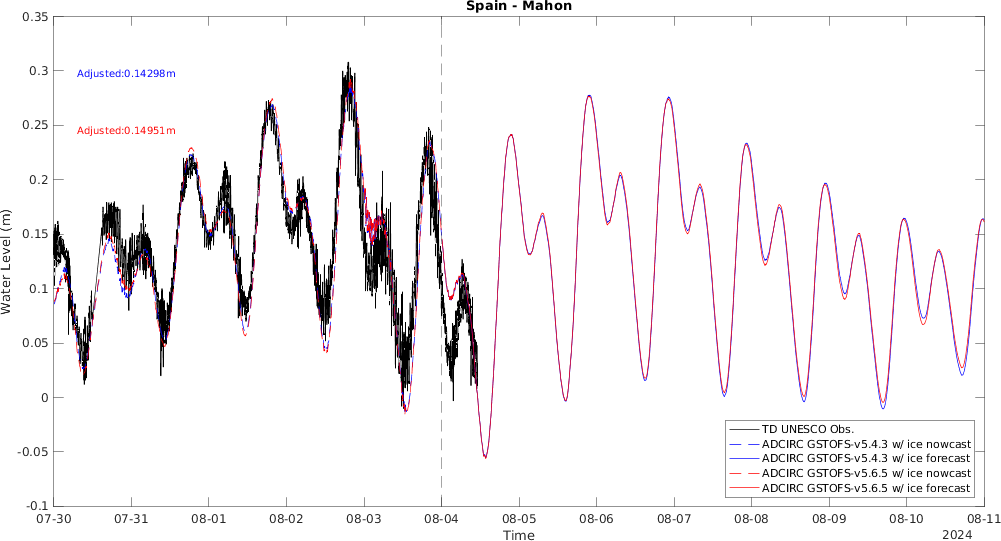 Spain - Mahon
0.35
0.3
0.25
0.2
0.15
0.1
0.05
0
-0.05
-0.1
Water Level (m)
Adjusted:0.14298m
Adjusted:0.14951m
TD UNESCO Obs.
ADCIRC GSTOFS-v5.4.3 w/ ice nowcast
ADCIRC GSTOFS-v5.4.3 w/ ice forecast
ADCIRC GSTOFS-v5.6.5 w/ ice nowcast
ADCIRC GSTOFS-v5.6.5 w/ ice forecast
07-30 07-31 08-01 08-02 08-03 08-04 08-05 08-06 08-07 08-08 08-09 08-10 08-11
Time
2024